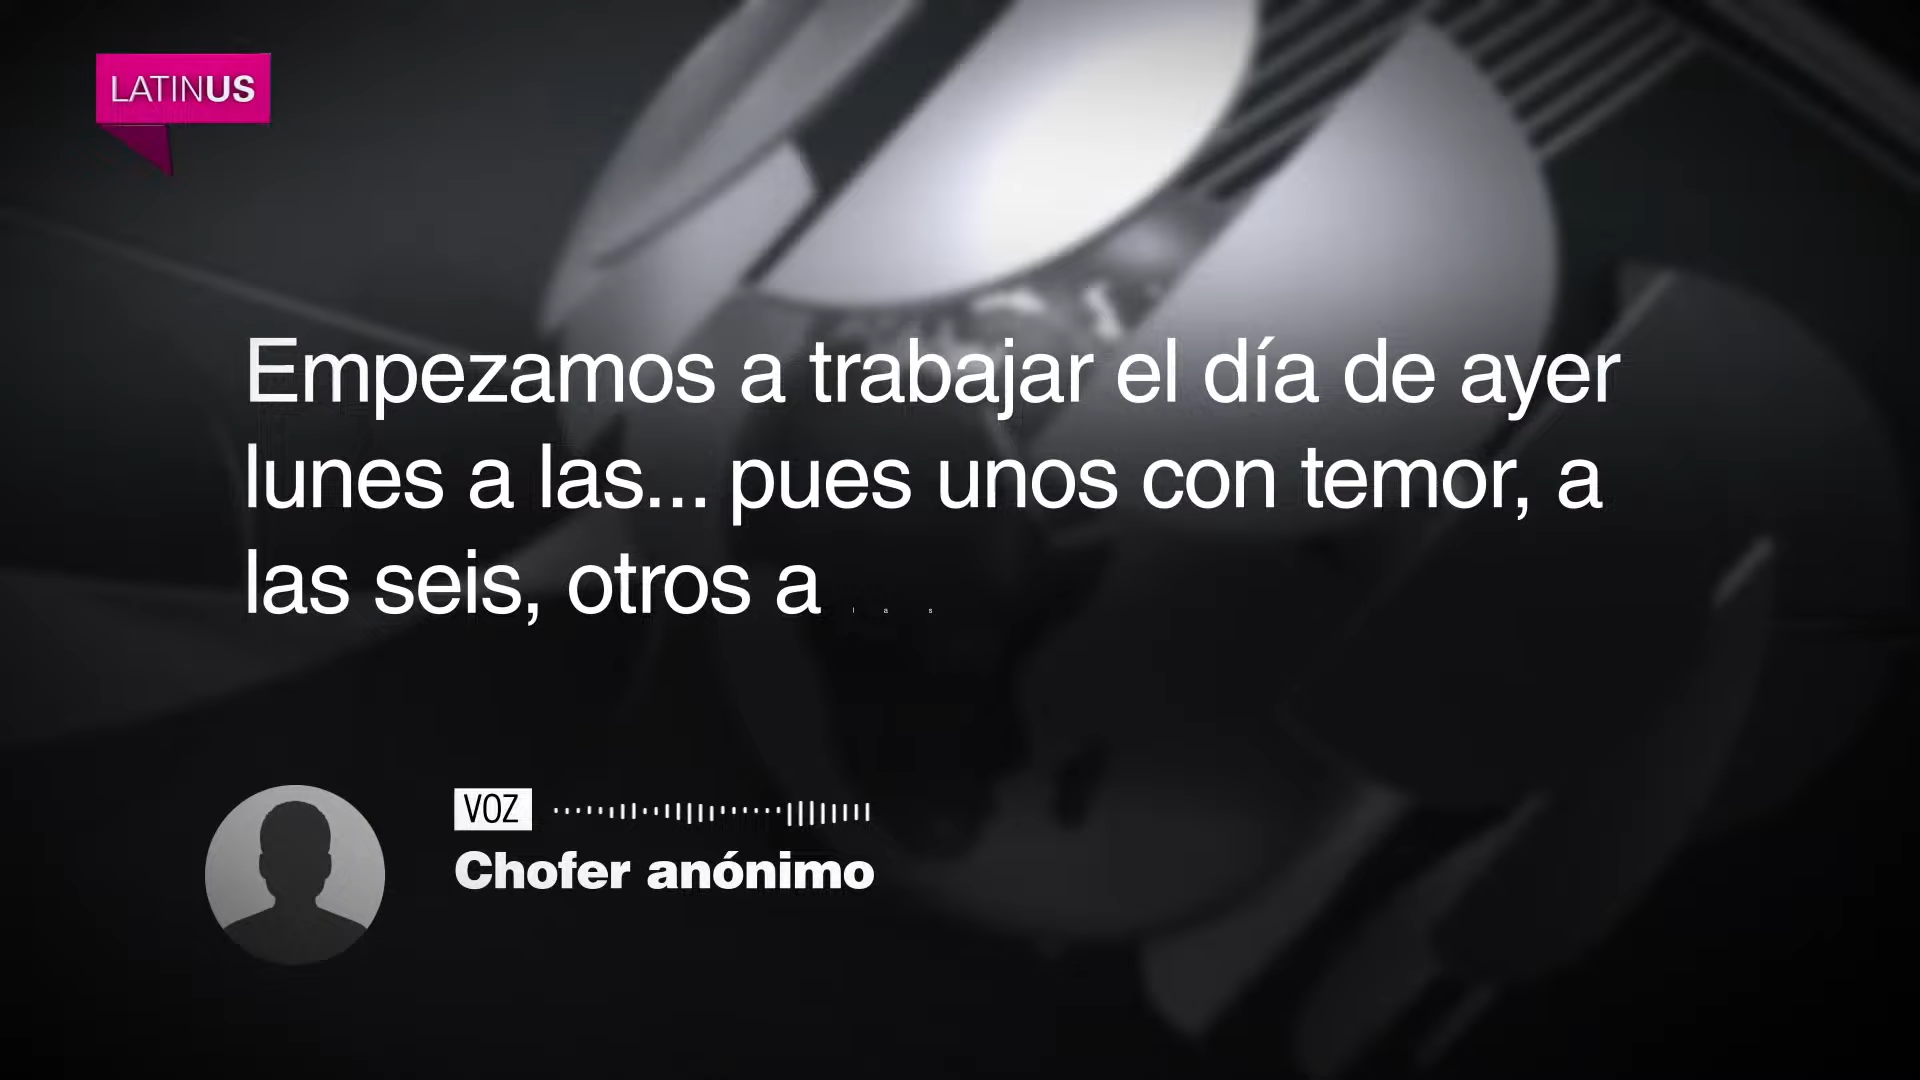 LATINUS
Empezamos a trabajar el día de ayer
lunes a las... pues unos con temor, a
las seis, otros a las
VOZ
Chofer anónimo